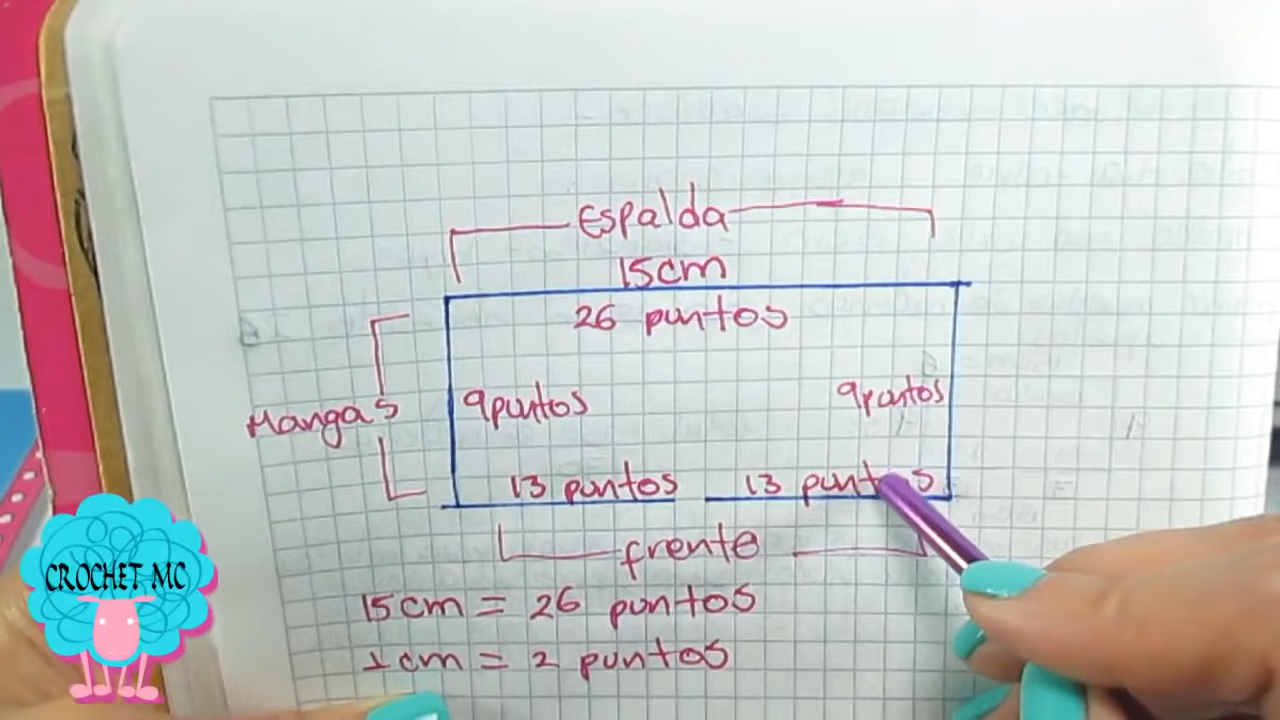 Espalda
15cm
26 puntos
Mangas
9puntos
9puntos
13 puntos
13 puntos
frente
15cm = 26 puntos
1cm = 2 puntos
CROCHET MC